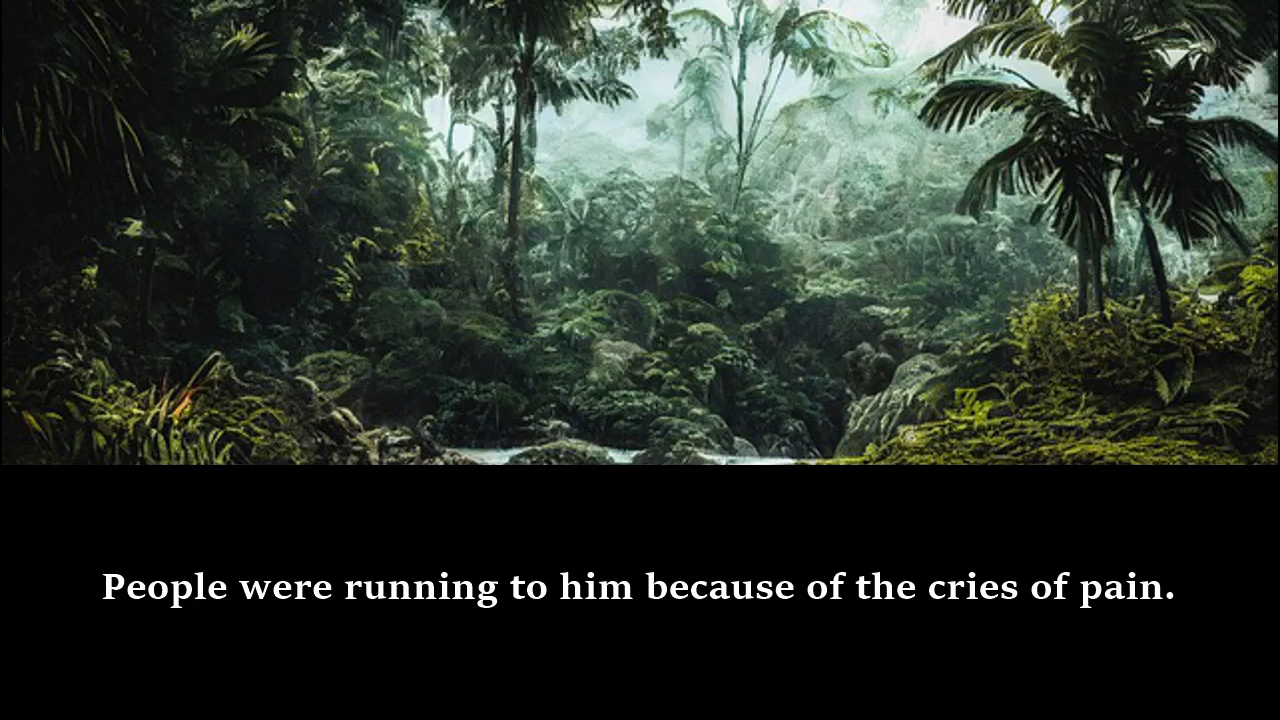 People were running to him because of the cries of pain.